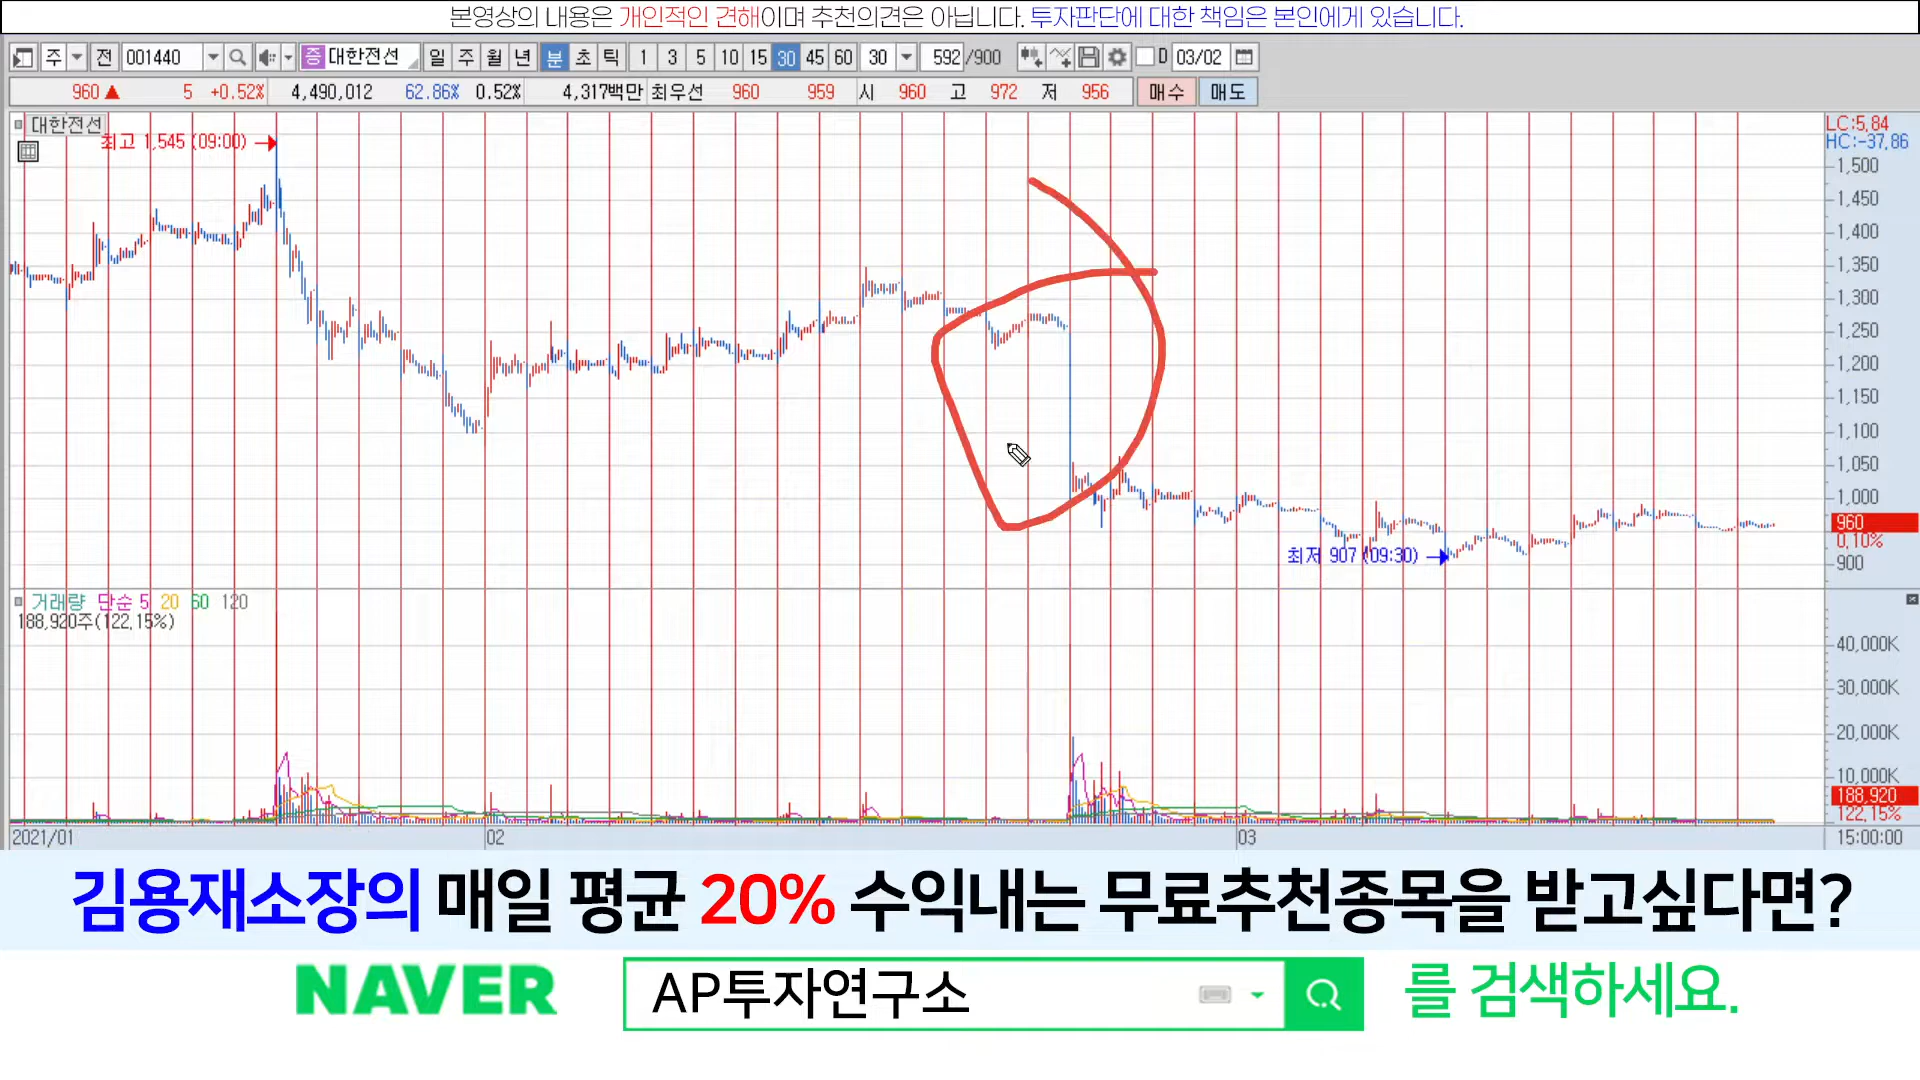 본영상의 내용은 개인적인 견해이며 추천의견은 아닙니다. 투자판단에 대한 책임은 본인에게 있습니다.
주 전 001440 증 대한전선 일 주 월 년 분 초 틱 1 3 5 10 15 30 45 60 30 592/900 D 03/02
960 ▲ 5 +0.52% 4,490,012 62.86% 0.52% 4,317백만 최우선 960 959 시 960 고 972 저 956 매수 매도
대한전선
최고 1,545 (09:00)
LC:5.84
HC:-37.86
1,500
1,450
1,400
1,350
1,300
1,250
1,200
1,150
1,100
1,050
1,000
960
0.10%
900
최저 907 (09:30)
거래량 단순 5 20 60 120
188,920주(122.15%)
40,000K
30,000K
20,000K
10,000K
188,920
122.15%
2021/01 02 03 15:00:00
김용재소장의 매일 평균 20% 수익내는 무료추천종목을 받고싶다면?
NAVER AP투자연구소 를 검색하세요.